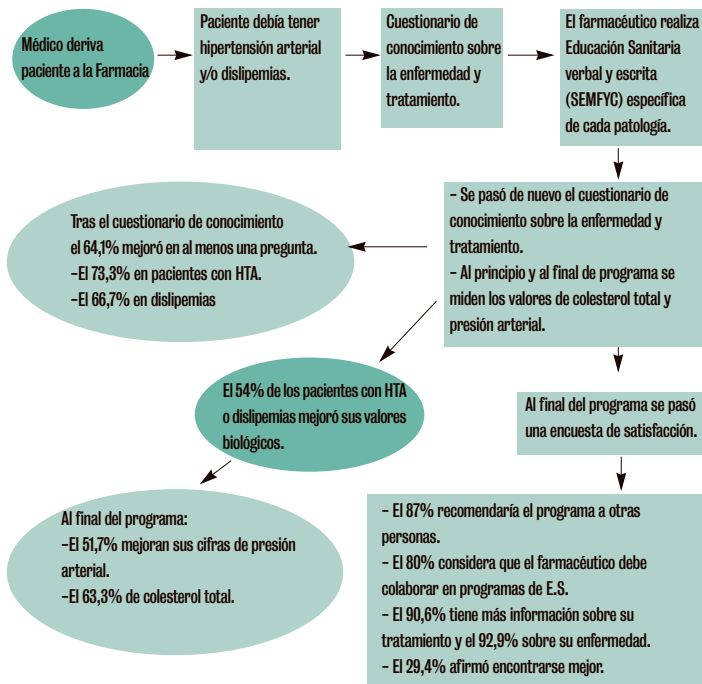 Médico deriva
paciente a la Farmacia
Paciente debía tener
hipertensión arterial
y/o dislipemias.
Cuestionario de
conocimiento sobre
la enfermedad y
tratamiento.
El farmacéutico realiza
Educación Sanitaria
verbal y escrita
(SEMFYC) específica
de cada patología.
– Se pasó de nuevo el cuestionario de
conocimiento sobre la enfermedad y
tratamiento.
– Al principio y al final de programa se
miden los valores de colesterol total y
presión arterial.
Tras el cuestionario de conocimiento
el 64,1% mejoró en al menos una pregunta.
–El 73,3% en pacientes con HTA.
–El 66,7% en dislipemias
El 54% de los pacientes con HTA
o dislipemias mejoró sus valores
biológicos.
Al final del programa se pasó
una encuesta de satisfacción.
Al final del programa:
–El 51,7% mejoran sus cifras de presión
arterial.
–El 63,3% de colesterol total.
– El 87% recomendaría el programa a otras
personas.
– El 80% considera que el farmacéutico debe
colaborar en programas de E.S.
– El 90,6% tiene más información sobre su
tratamiento y el 92,9% sobre su enfermedad.
– El 29,4% afirmó encontrarse mejor.